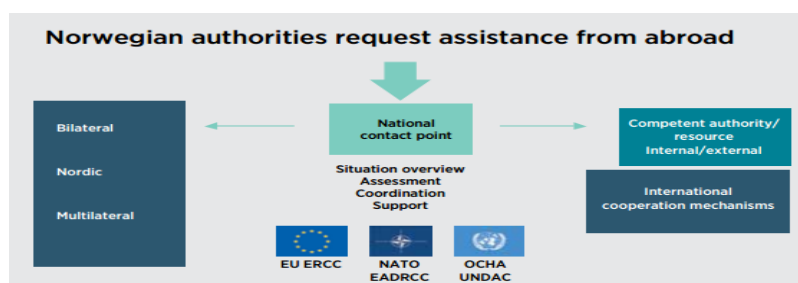 Norwegian authorities request assistance from abroad
Bilateral
Nordic
Multilateral
National
contact point
Situation overview
Assessment
Coordination
Support
EU ERCC
NATO
EADRCC
OCHA
UNDAC
Competent authority/
resource
Internal/external
International
cooperation mechanisms